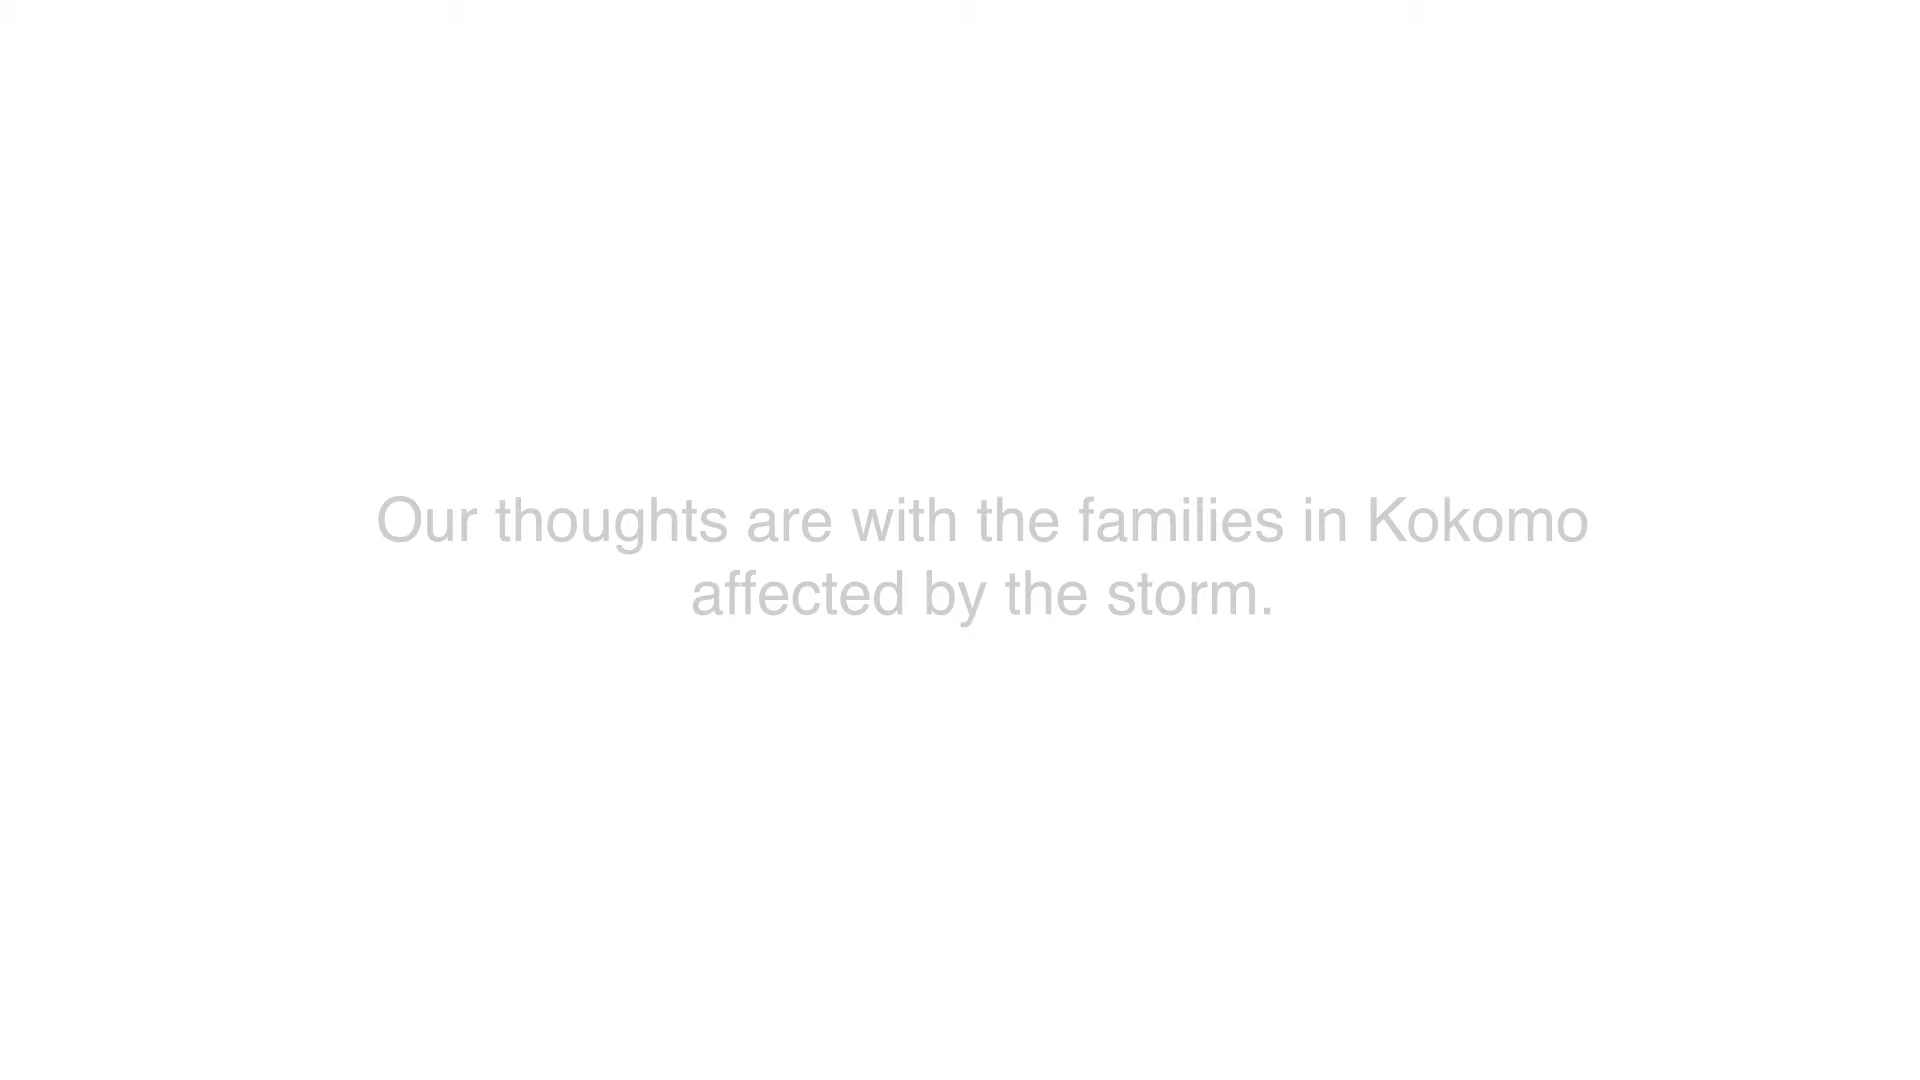 Our thoughts are with the families in Kokomo
affected by the storm.